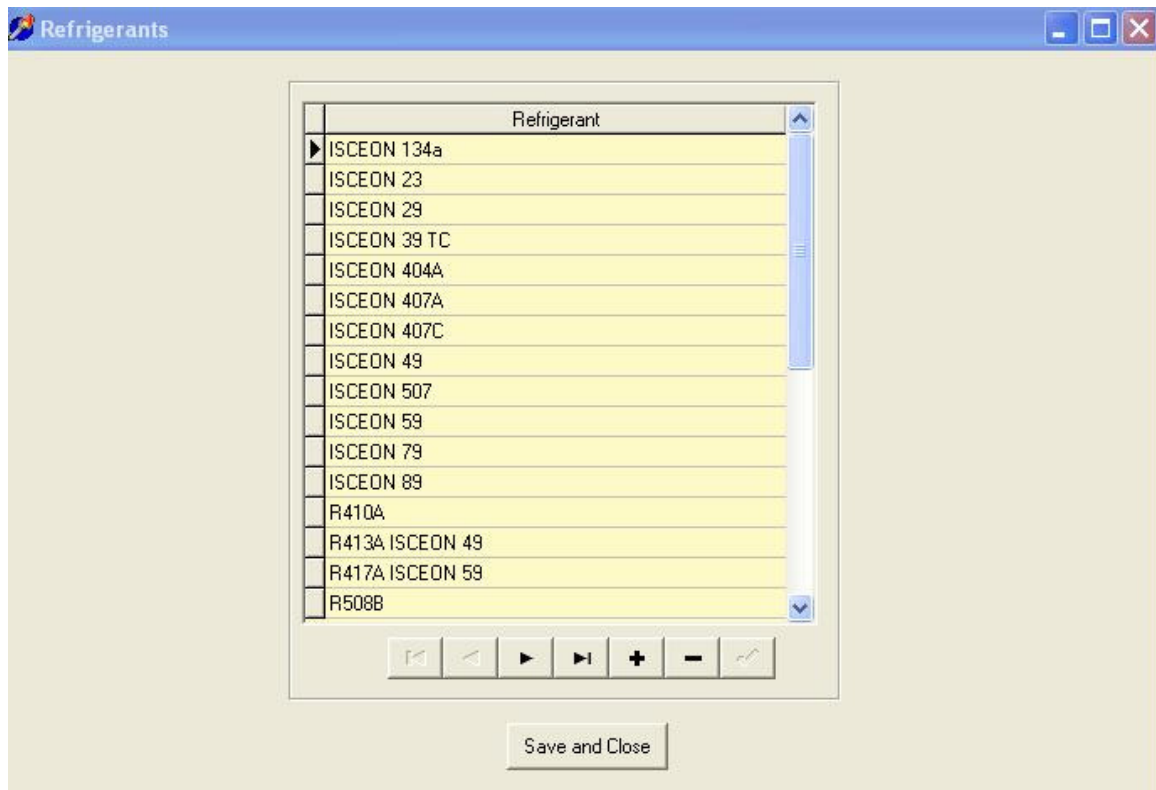 Refrigerants
Refrigerant
ISCEON 134a
ISCEON 23
ISCEON 29
ISCEON 39 TC
ISCEON 404A
ISCEON 407A
ISCEON 407C
ISCEON 49
ISCEON 507
ISCEON 59
ISCEON 79
ISCEON 89
R410A
R413A ISCEON 49
R417A ISCEON 59
R508B
Save and Close